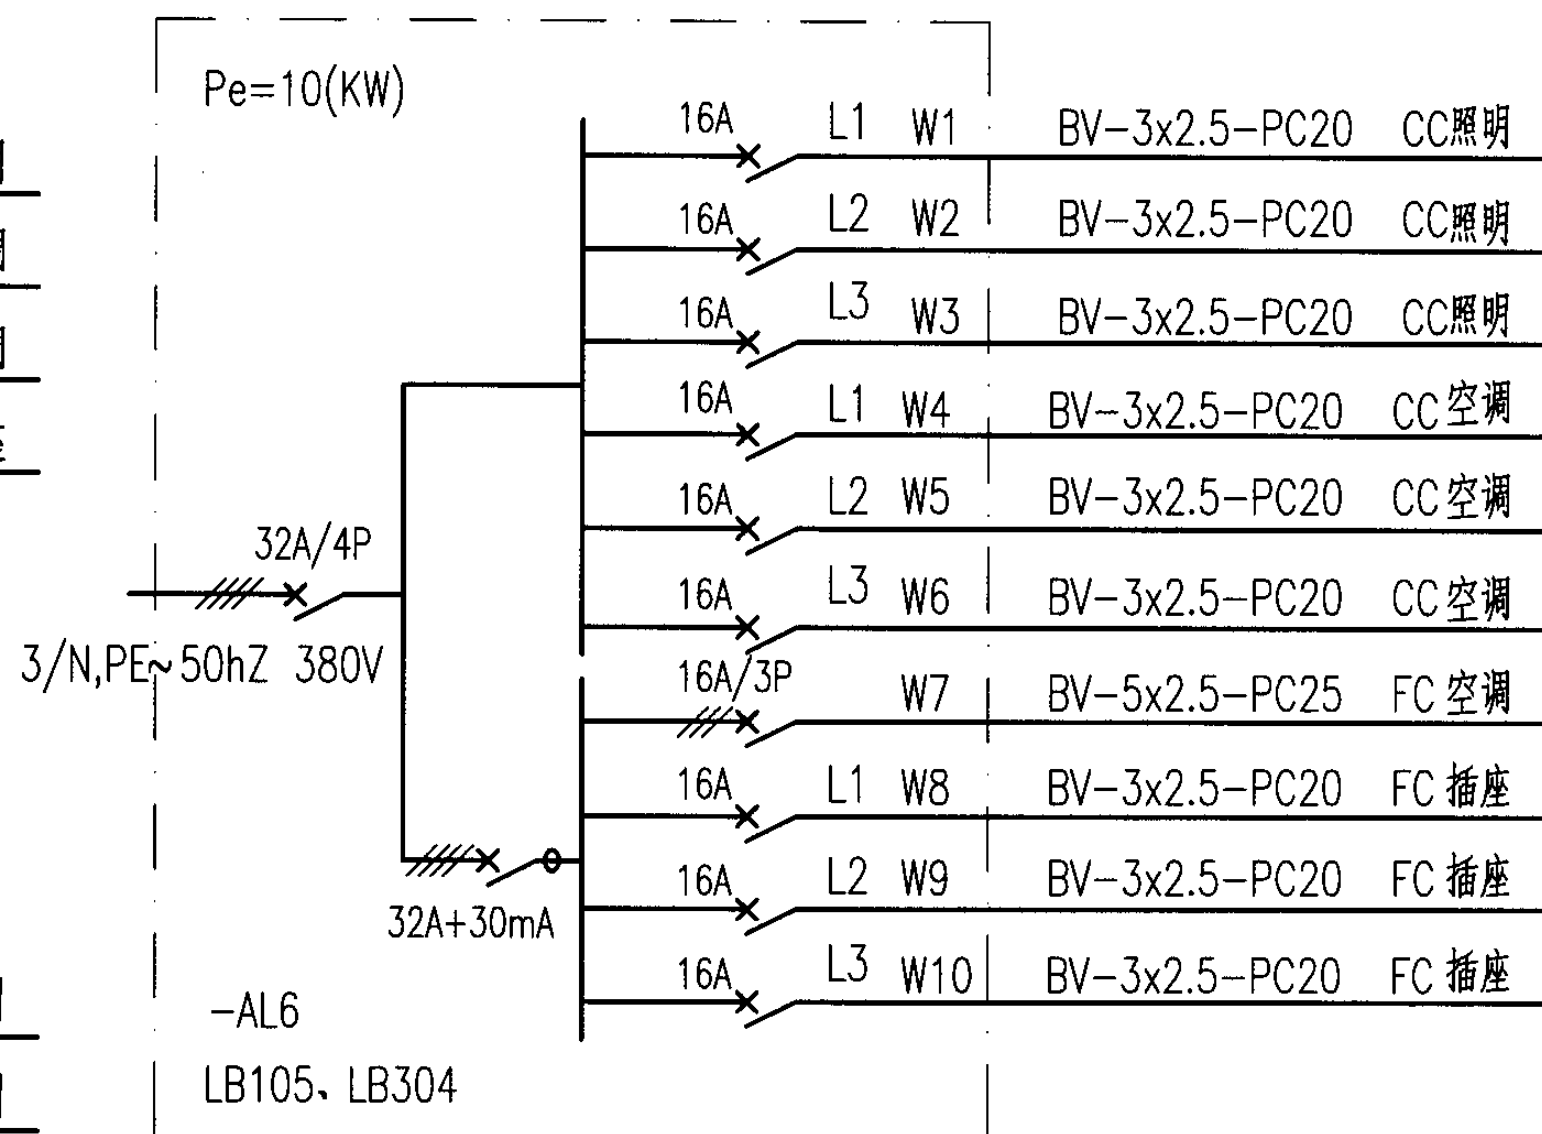 Pe=10(KW)
16A L1 W1 BV-3x2.5-PC20 CC照明
16A L2 W2 BV-3x2.5-PC20 CC照明
16A L3 W3 BV-3x2.5-PC20 CC照明
16A L1 W4 BV-3x2.5-PC20 CC空调
16A L2 W5 BV-3x2.5-PC20 CC空调
32A/4P
16A L3 W6 BV-3x2.5-PC20 CC空调
3/N,PE~50hZ 380V
16A/3P W7 BV-5x2.5-PC25 FC空调
16A L1 W8 BV-3x2.5-PC20 FC插座
16A L2 W9 BV-3x2.5-PC20 FC插座
32A+30mA
16A L3 W10 BV-3x2.5-PC20 FC插座
-AL6
LB105、LB304